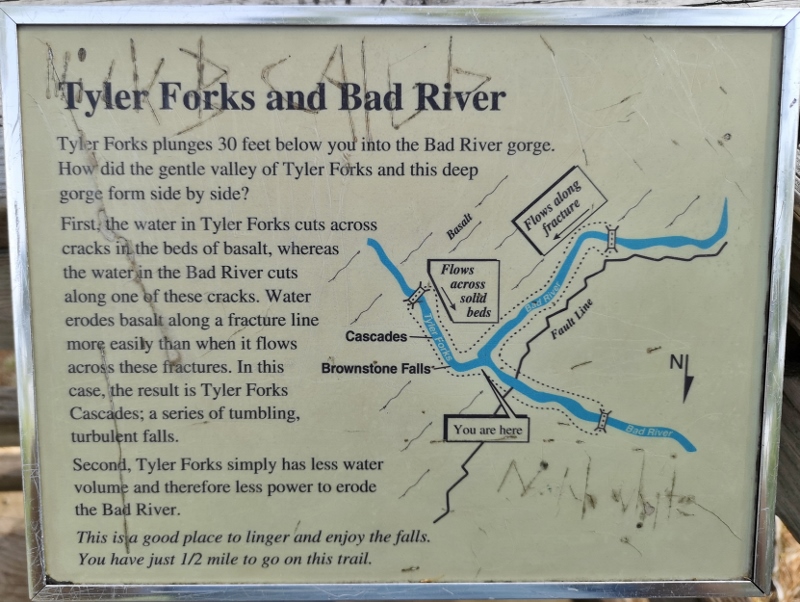 Tyler Forks and Bad River
Tyler Forks plunges 30 feet below you into the Bad River gorge.
How did the gentle valley of Tyler Forks and this deep
gorge form side by side?
First, the water in Tyler Forks cuts across
cracks in the beds of basalt, whereas
the water in the Bad River cuts
along one of these cracks. Water
erodes basalt along a fracture line
more easily than when it flows
across these fractures. In this
case, the result is Tyler Forks
Cascades; a series of tumbling,
turbulent falls.
Second, Tyler Forks simply has less water
volume and therefore less power to erode
the Bad River.
This is a good place to linger and enjoy the falls.
You have just 1/2 mile to go on this trail.
Basalt
Flows along
fracture
Flows
across
solid
beds
Tyler Forks
Bad River
Fault Line
Cascades
Brownstone Falls
N
You are here
Bad River